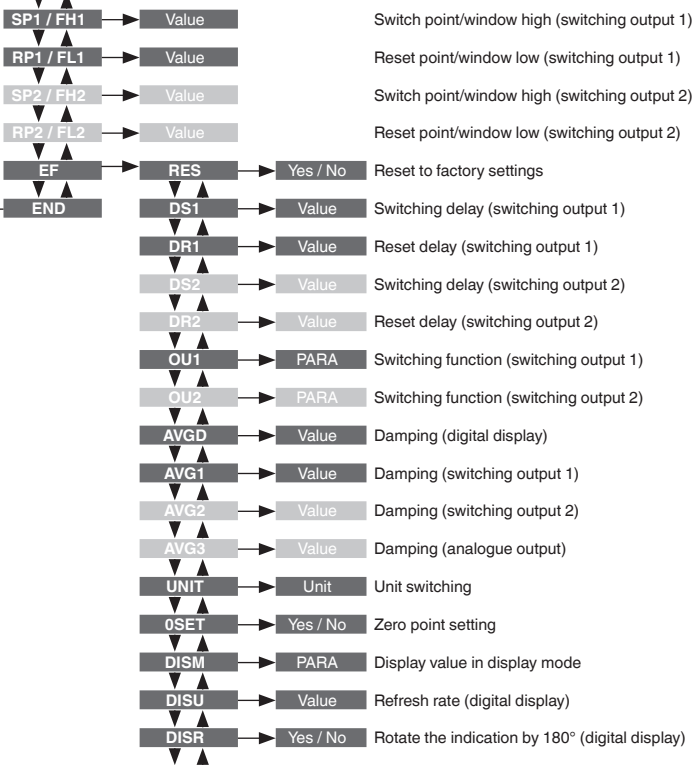 SP1 / FH1 Value Switch point/window high (switching output 1)
RP1 / FL1 Value Reset point/window low (switching output 1)
SP2 / FH2 Value Switch point/window high (switching output 2)
RP2 / FL2 Value Reset point/window low (switching output 2)
EF RES Yes / No Reset to factory settings
END DS1 Value Switching delay (switching output 1)
DR1 Value Reset delay (switching output 1)
DS2 Value Switching delay (switching output 2)
DR2 Value Reset delay (switching output 2)
OU1 PARA Switching function (switching output 1)
OU2 PARA Switching function (switching output 2)
AVGD Value Damping (digital display)
AVG1 Value Damping (switching output 1)
AVG2 Value Damping (switching output 2)
AVG3 Value Damping (analogue output)
UNIT Unit Unit switching
0SET Yes / No Zero point setting
DISM PARA Display value in display mode
DISU Value Refresh rate (digital display)
DISR Yes / No Rotate the indication by 180° (digital display)